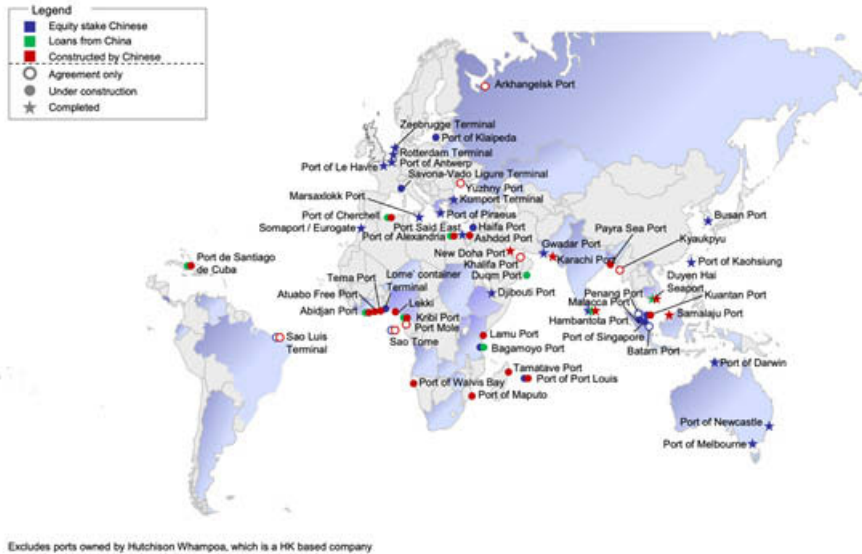 Legend
Equity stake Chinese
Loans from China
Constructed by Chinese
Agreement only
Under construction
Completed
Arkhangelsk Port
Zeebrugge Terminal
Port of Klaipeda
Rotterdam Terminal
Port of Antwerp
Port of Le Havre
Savona-Vado Ligure Terminal
Yuzhny Port
Marsaxlokk Port
Kumport Terminal
Port of Cherchell
Port of Piraeus
Busan Port
Port Said East
Haifa Port
Payra Sea Port
Somaport / Eurogate
Port of Alexandria
Ashdod Port
Gwadar Port
Kyaukpyu
New Doha Port
Karachi Port
Port of Kaohsiung
Port de Santiago
de Cuba
Khalifa Port
Duqm Port
Duyen Hai
Seaport
Tema Port
Lome' container
Terminal
Penang Port
Djibouti Port
Malacca Port
Kuantan Port
Atuabo Free Port
Lekki
Hambantota Port
Samalaju Port
Abidjan Port
Kribi Port
Port Mole
Port of Singapore
Sao Luis
Terminal
Sao Tome
Lamu Port
Batam Port
Bagamoyo Port
Port of Darwin
Tamatave Port
Port of Walvis Bay
Port of Port Louis
Port of Maputo
Port of Newcastle
Port of Melbourne
Excludes ports owned by Hutchison Whampoa, which is a HK based company